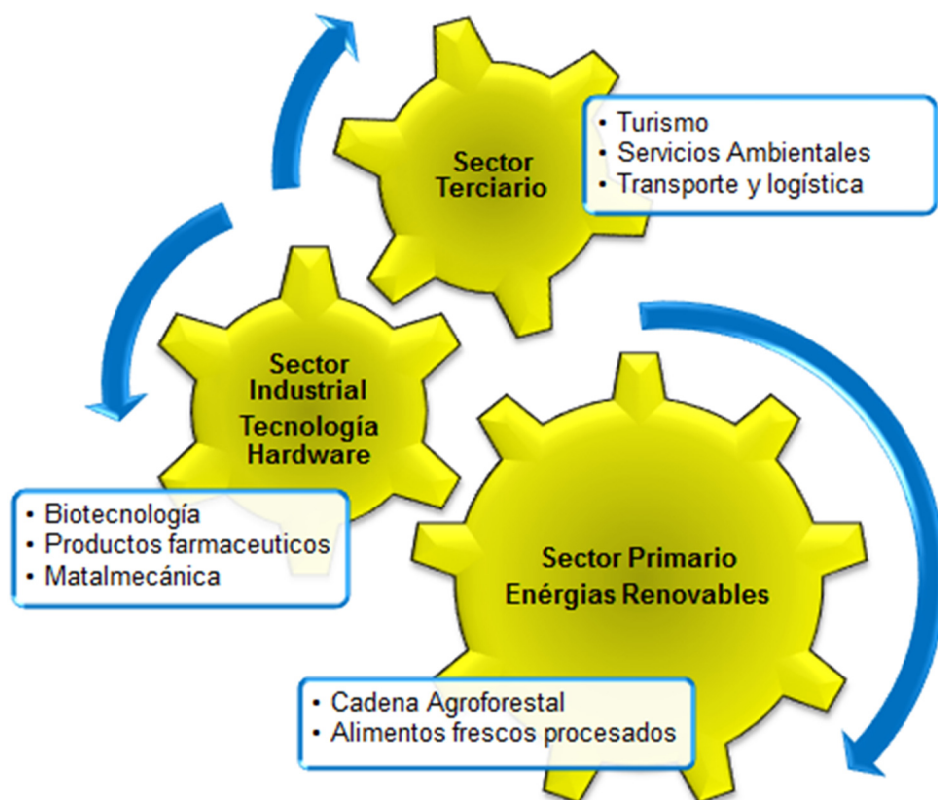 Sector
Terciario
• Turismo
• Servicios Ambientales
• Transporte y logística
Sector
Industrial
Tecnología
Hardware
• Biotecnología
• Productos farmaceuticos
• Matalmecánica
Sector Primario
Enérgias Renovables
• Cadena Agroforestal
• Alimentos frescos procesados